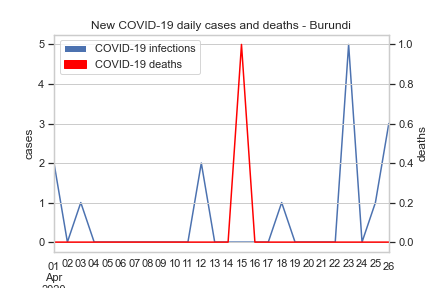 New COVID-19 daily cases and deaths - Burundi
COVID-19 infections
COVID-19 deaths
cases
5
4
3
2
1
0
deaths
1.0
0.8
0.6
0.4
0.2
0.0
01 02 03 04 05 06 07 08 09 10 11 12 13 14 15 16 17 18 19 20 21 22 23 24 25 26
Apr
2020